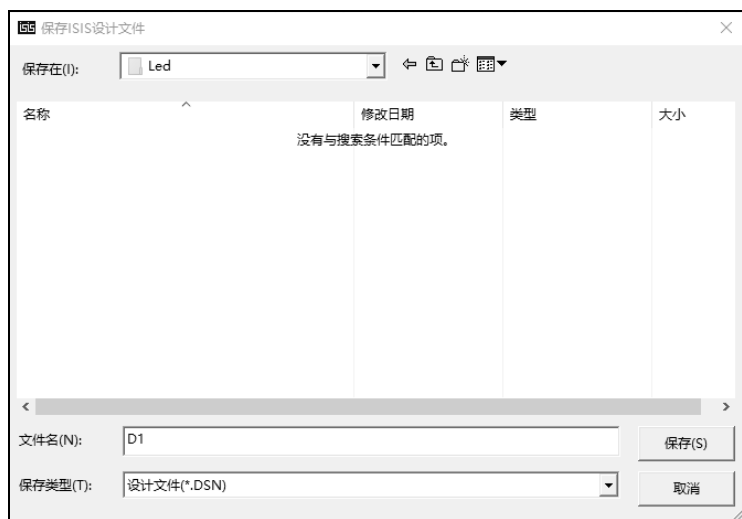 ISIS 保存ISIS设计文件
保存在(I): Led
名称 修改日期 类型 大小
没有与搜索条件匹配的项。
文件名(N): D1 保存(S)
保存类型(T): 设计文件(*.DSN) 取消